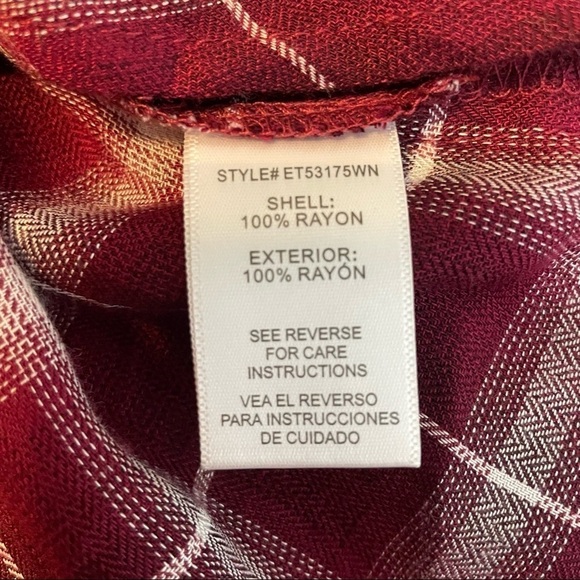 STYLE# ET53175WN
SHELL:
100% RAYON
EXTERIOR:
100% RAYÓN
SEE REVERSE
FOR CARE
INSTRUCTIONS
VEA EL REVERSO
PARA INSTRUCCIONES
DE CUIDADO